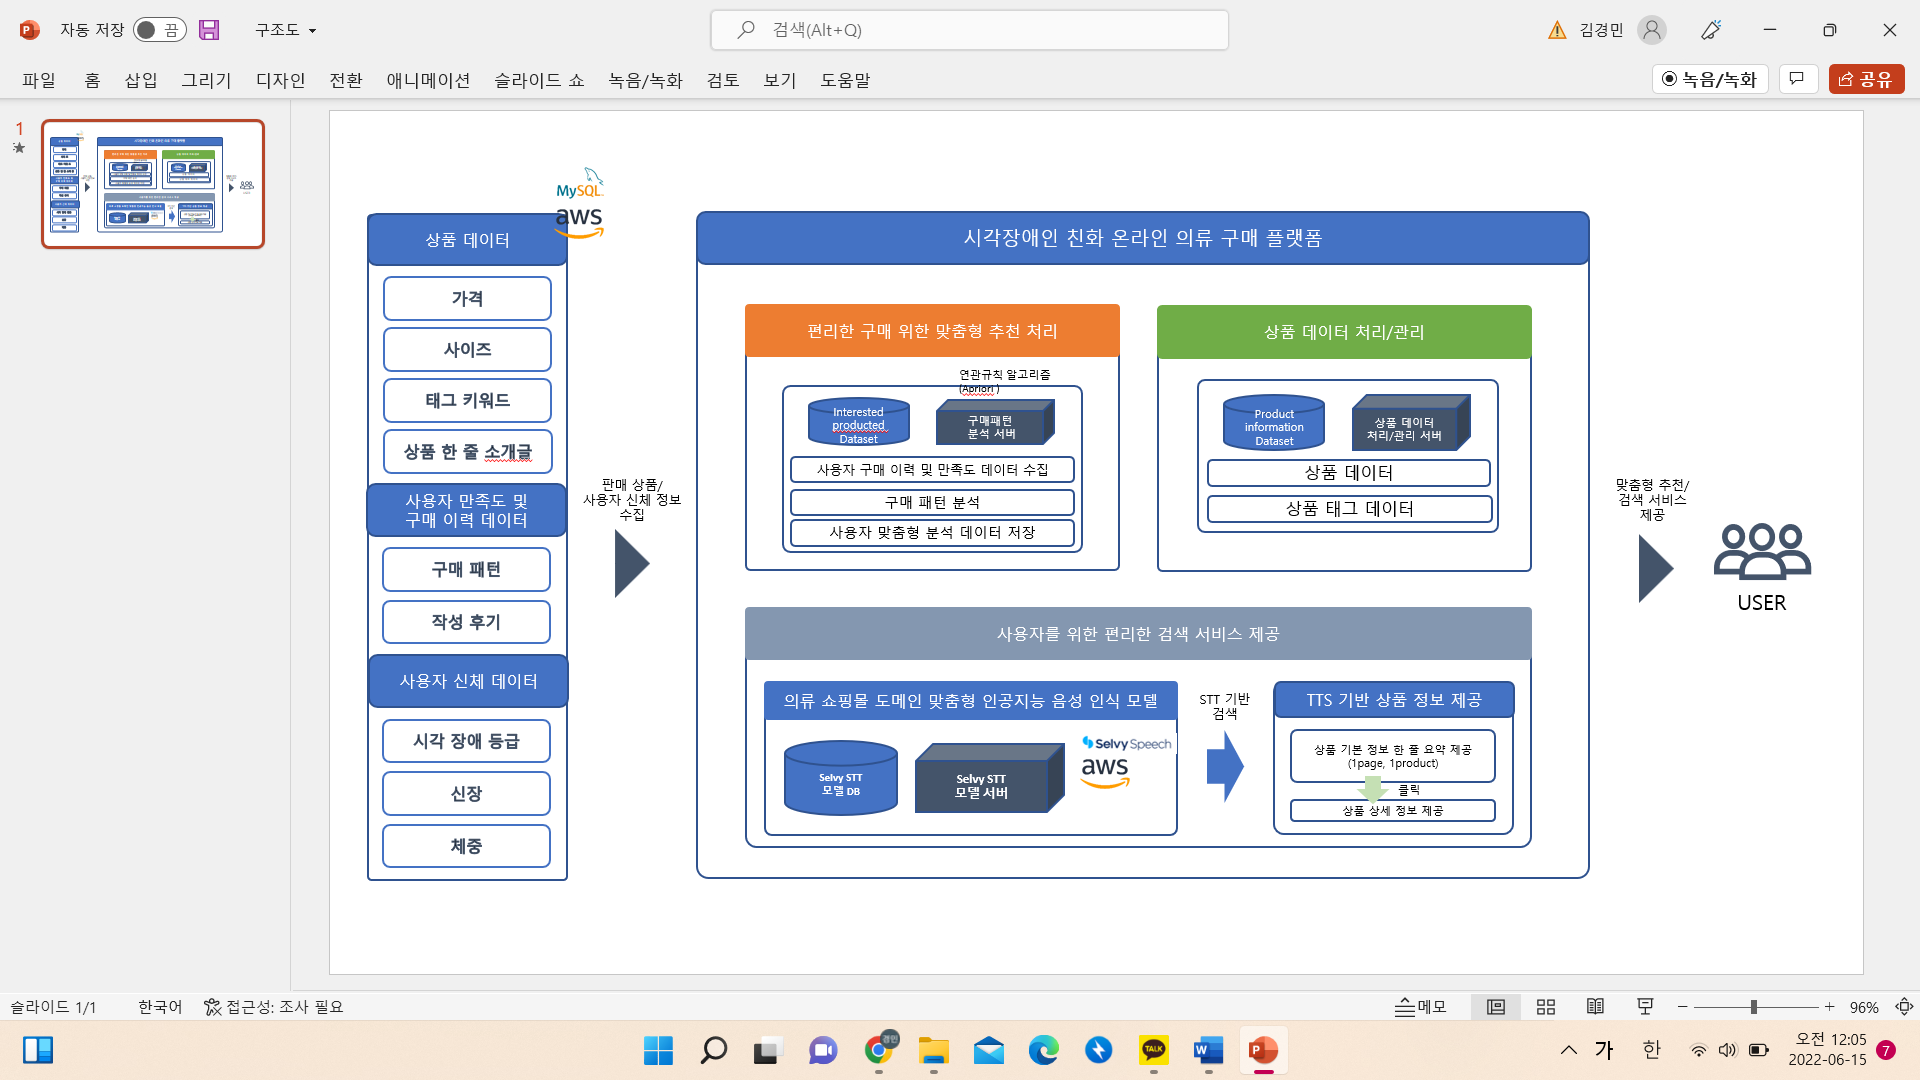 자동 저장
끔
구조도
검색(Alt+Q)
김경민
파일 홈 삽입 그리기 디자인 전환 애니메이션 슬라이드 쇼 녹음/녹화 검토 보기 도움말
녹음/녹화
공유
1
MySQL
aws
상품 데이터
가격
사이즈
태그 키워드
상품 한 줄 소개글
사용자 만족도 및
구매 이력 데이터
구매 패턴
작성 후기
사용자 신체 데이터
시각 장애 등급
신장
체중
판매 상품/
사용자 신체 정보
수집
시각장애인 친화 온라인 의류 구매 플랫폼
편리한 구매 위한 맞춤형 추천 처리
연관규칙 알고리즘
(Apriori )
Interested
producted
Dataset
구매패턴
분석 서버
사용자 구매 이력 및 만족도 데이터 수집
구매 패턴 분석
사용자 맞춤형 분석 데이터 저장
상품 데이터 처리/관리
Product
information
Dataset
상품 데이터
처리/관리 서버
상품 데이터
상품 태그 데이터
사용자를 위한 편리한 검색 서비스 제공
의류 쇼핑몰 도메인 맞춤형 인공지능 음성 인식 모델
Selvy STT
모델 DB
Selvy STT
모델 서버
Selvy Speech
aws
STT 기반
검색
TTS 기반 상품 정보 제공
상품 기본 정보 한 풀 요약 제공
(1page, 1product)
클릭
상품 상세 정보 제공
맞춤형 추천/
검색 서비스
제공
USER
슬라이드 1/1
한국어
접근성: 조사 필요
메모
96%
경민
TALK
가
한
오전 12:05
2022-06-15
7